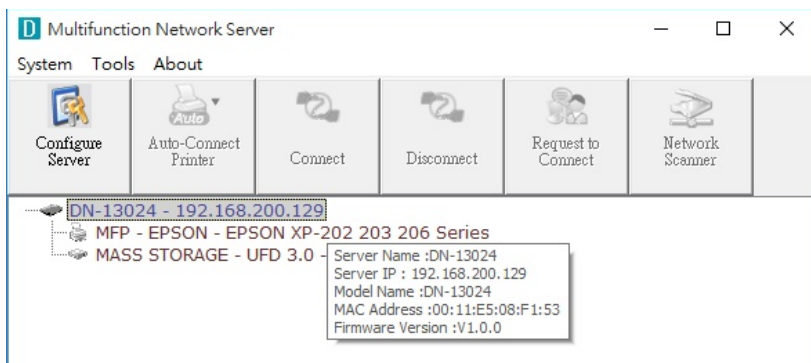 D Multifunction Network Server
System Tools About
Configure Server
Auto
Auto-Connect Printer
Connect
Disconnect
Request to Connect
Network Scanner
DN-13024 - 192.168.200.129
MFP - EPSON - EPSON XP-202 203 206 Series
MASS STORAGE - UFD 3.0 -
Server Name :DN-13024
Server IP : 192.168.200.129
Model Name :DN-13024
MAC Address :00:11:E5:08:F1:53
Firmware Version :V1.0.0